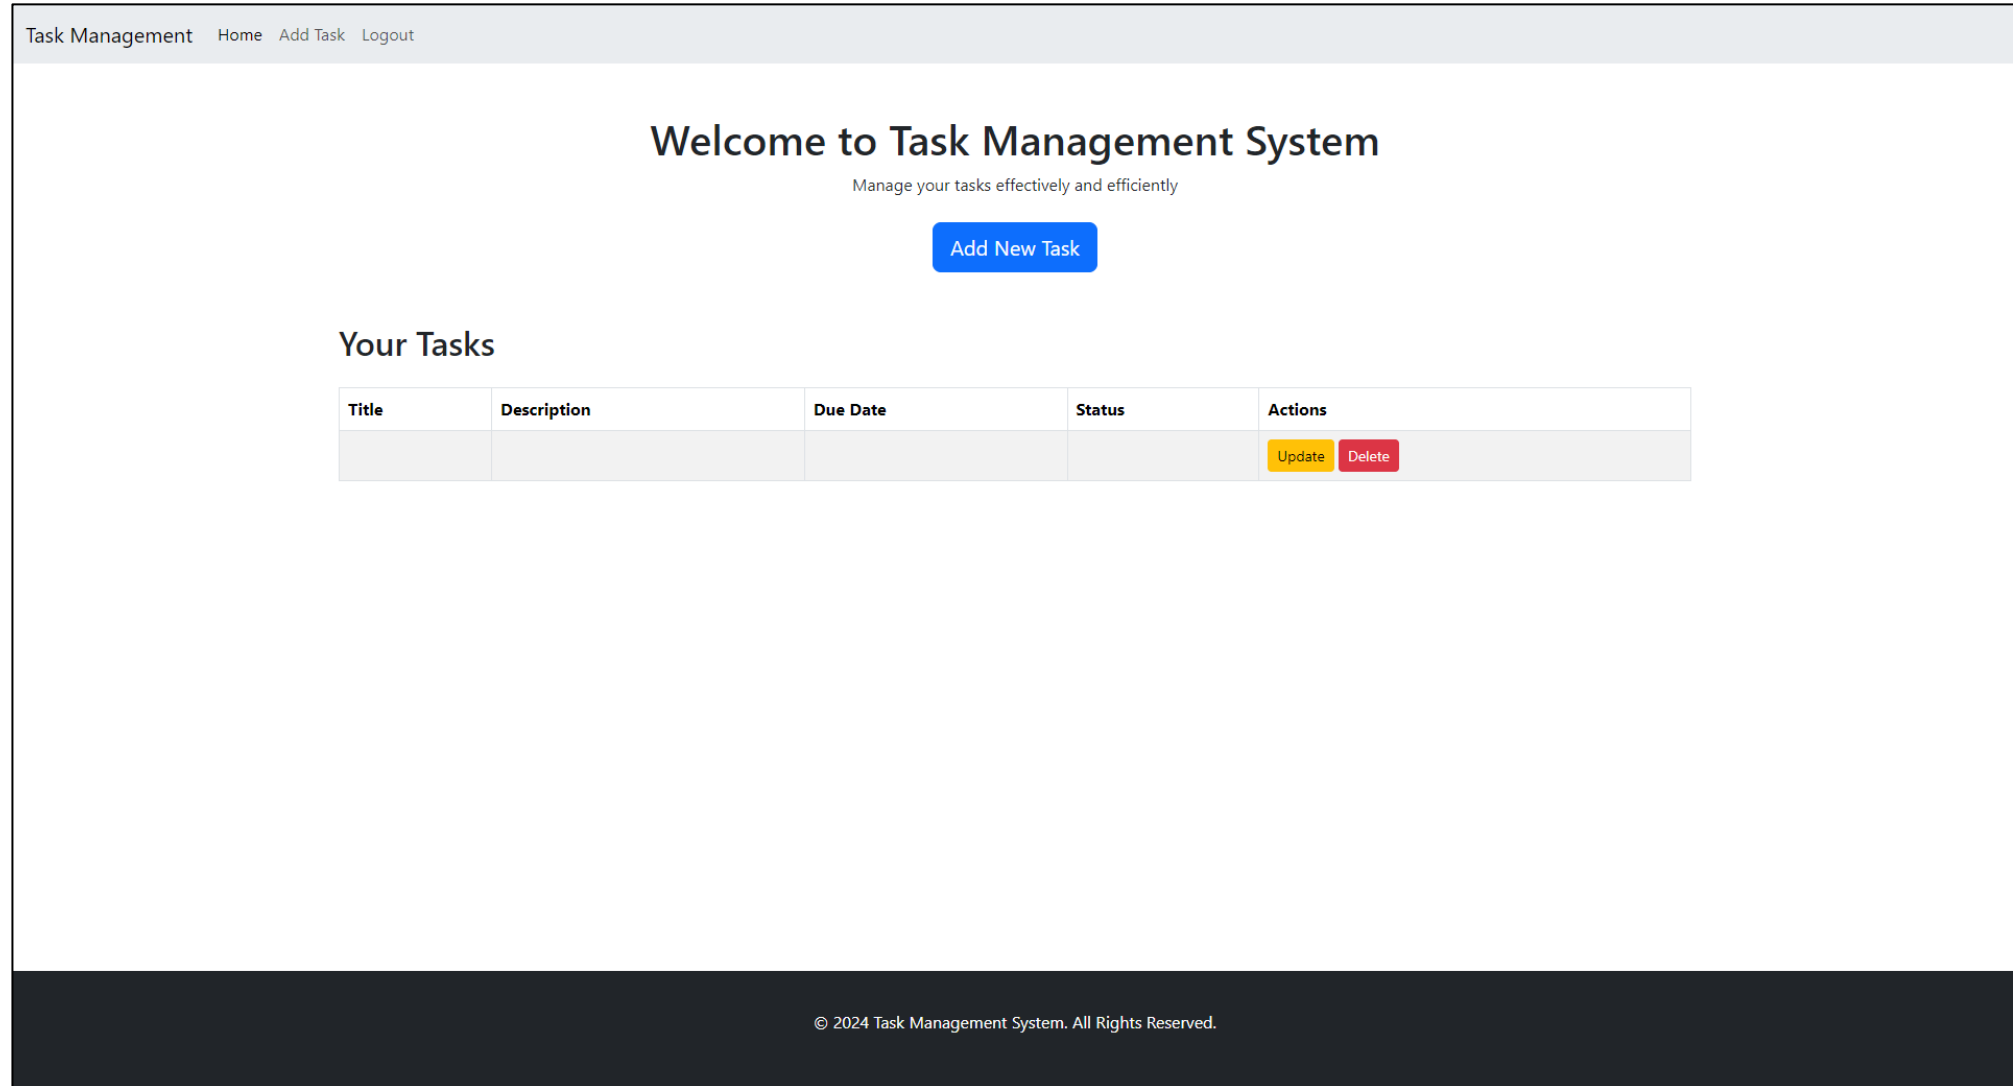 Task Management Home Add Task Logout
Welcome to Task Management System
Manage your tasks effectively and efficiently
Add New Task
Your Tasks
Title Description Due Date Status Actions
Update Delete
© 2024 Task Management System. All Rights Reserved.